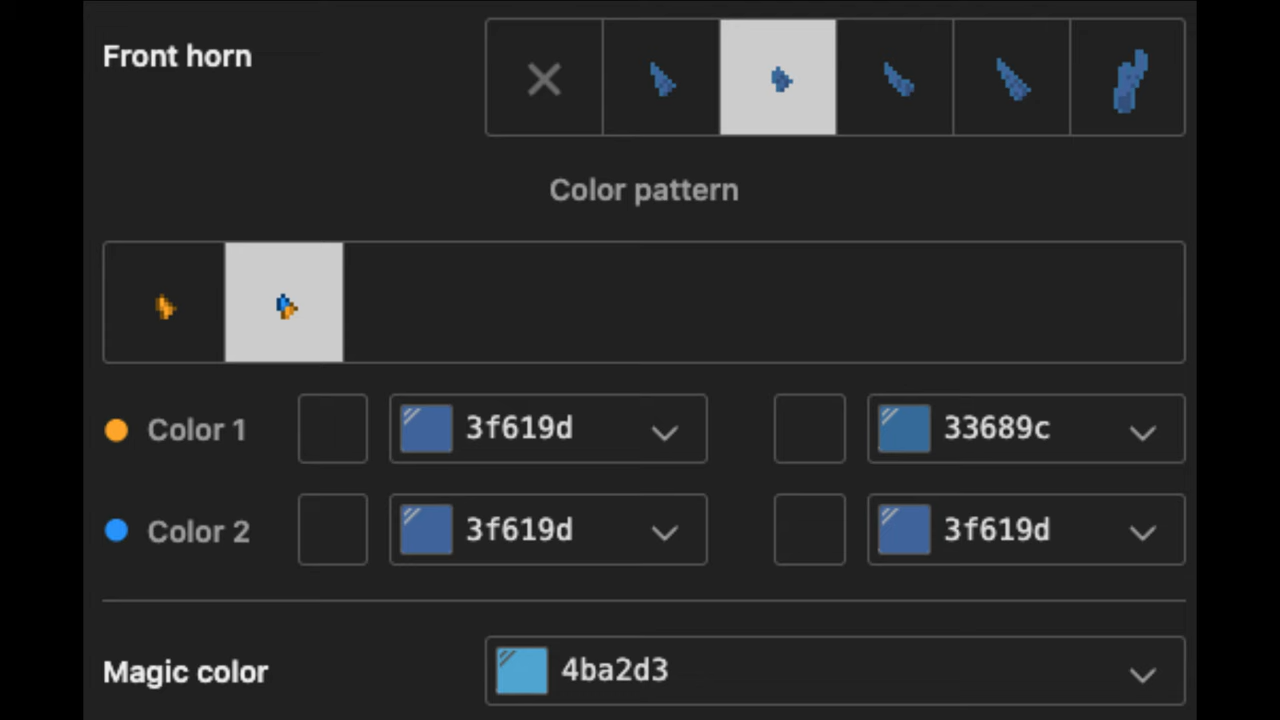 Front horn
Color pattern
Color 1 3f619d 33689c
Color 2 3f619d 3f619d
Magic color 4ba2d3